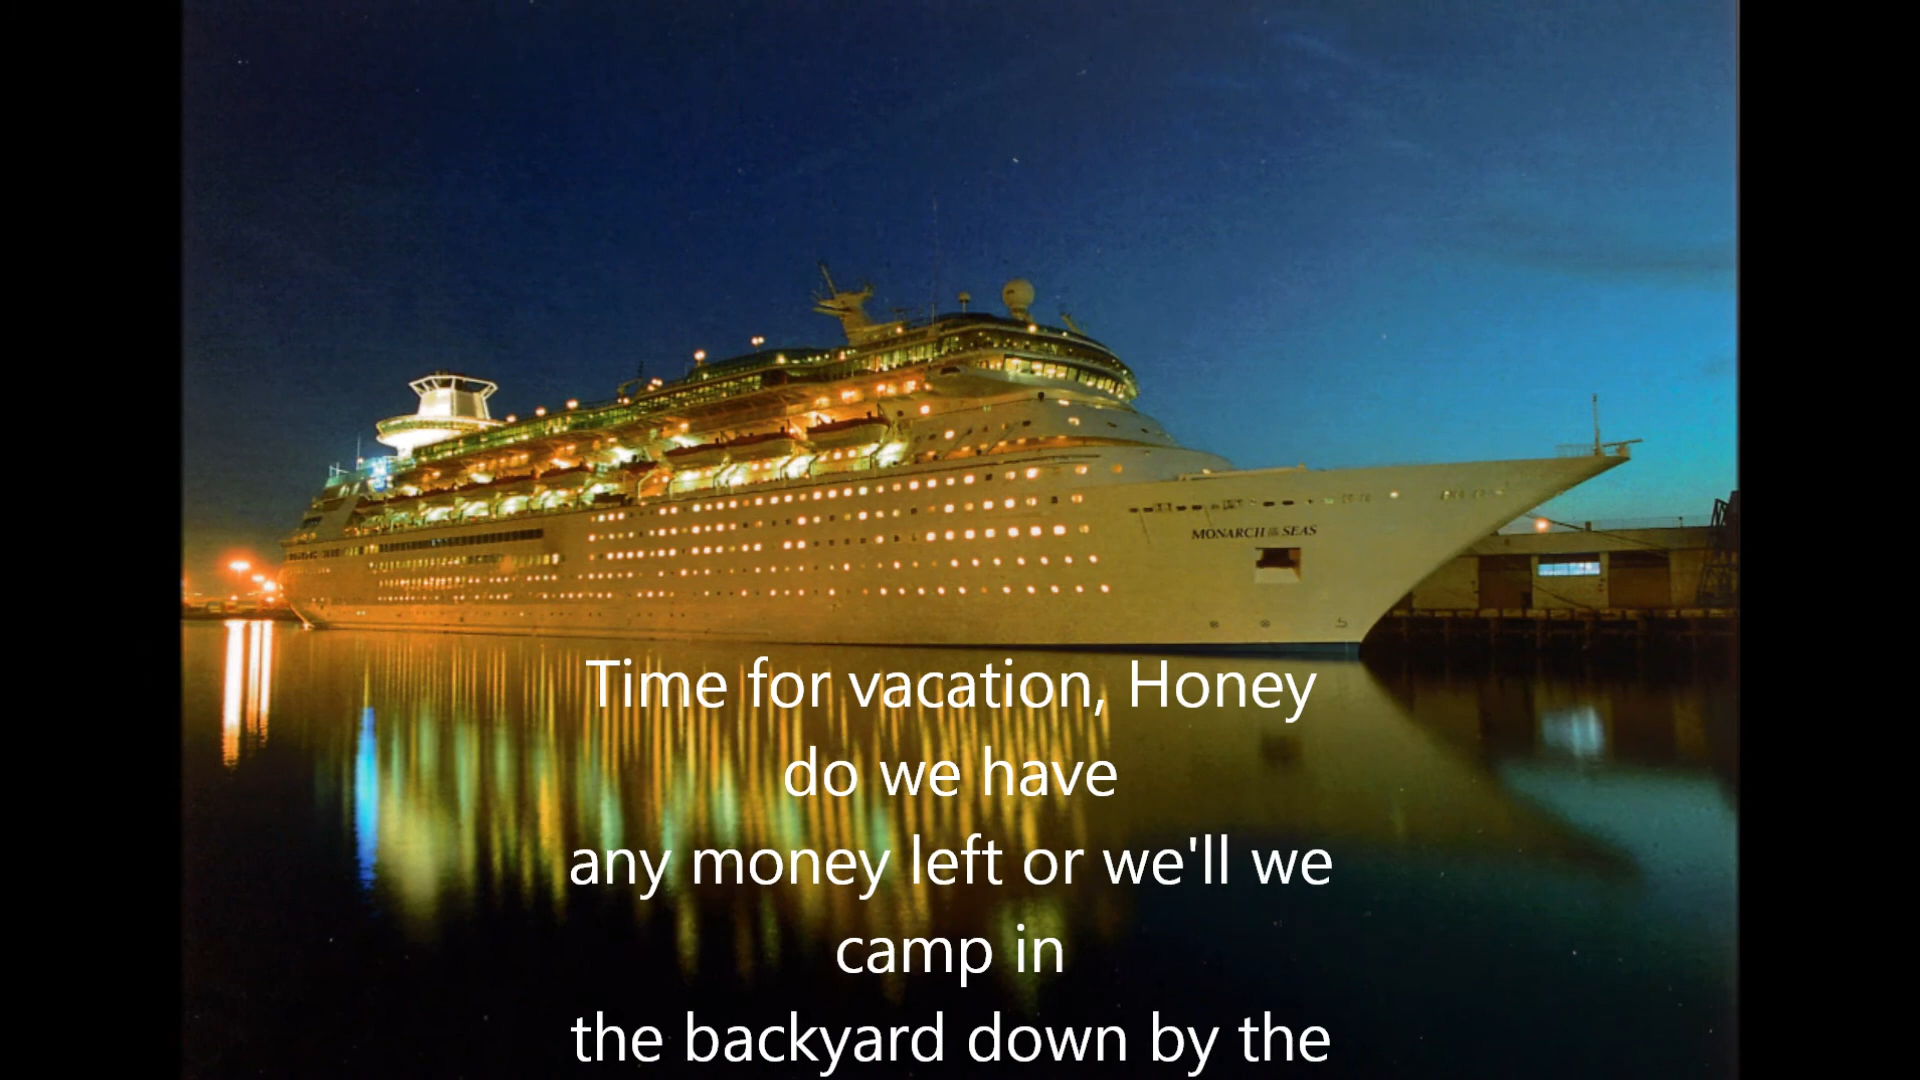 MONARCH OF THE SEAS
Time for vacation, Honey
do we have
any money left or we'll we
camp in
the backyard down by the